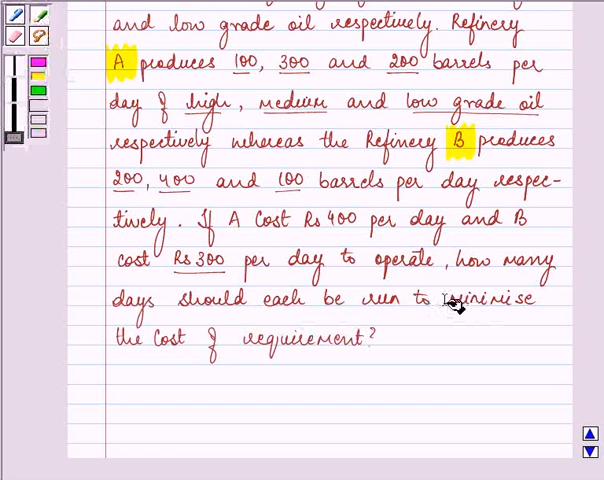 and low grade oil respectively. Refinery
A produces 100, 300 and 200 barrels per
day of high, medium and low grade oil
respectively whereas the Refinery B produces
200, 400 and 100 barrels per day respec-
tively. If A Cost Rs 400 per day and B
cost Rs 300 per day to operate, how many
days should each be run to minimise
the Cost of requirement?